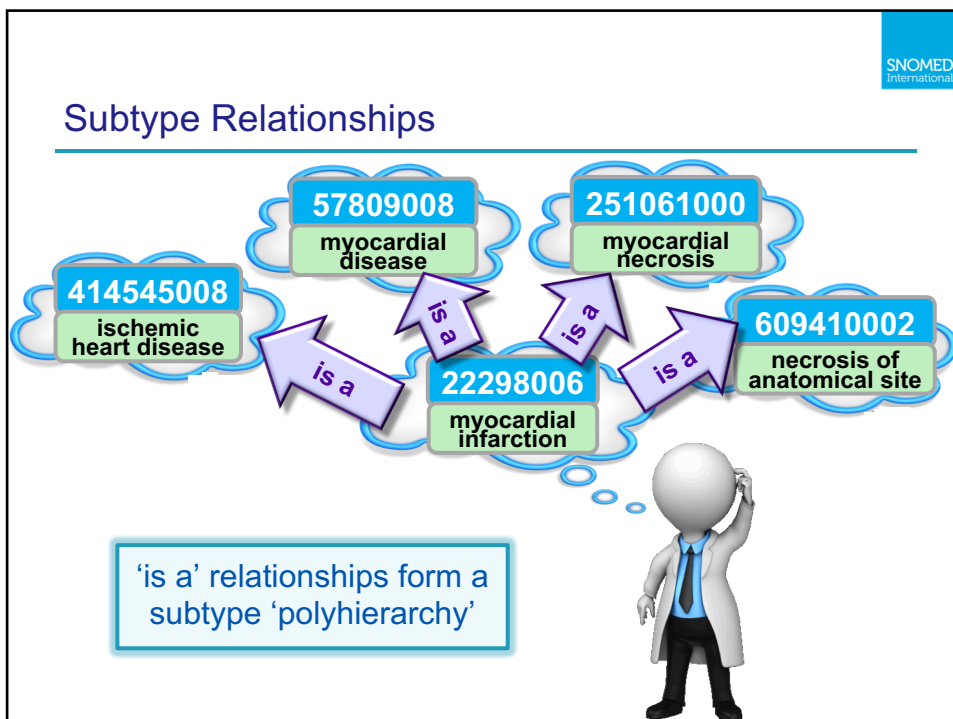 SNOMED
International
Subtype Relationships
57809008
myocardial
disease
251061000
myocardial
necrosis
414545008
ischemic
heart disease
609410002
necrosis of
anatomical site
is a
is a
is a
is a
22298006
myocardial
infarction
‘is a’ relationships form a
subtype ‘polyhierarchy’